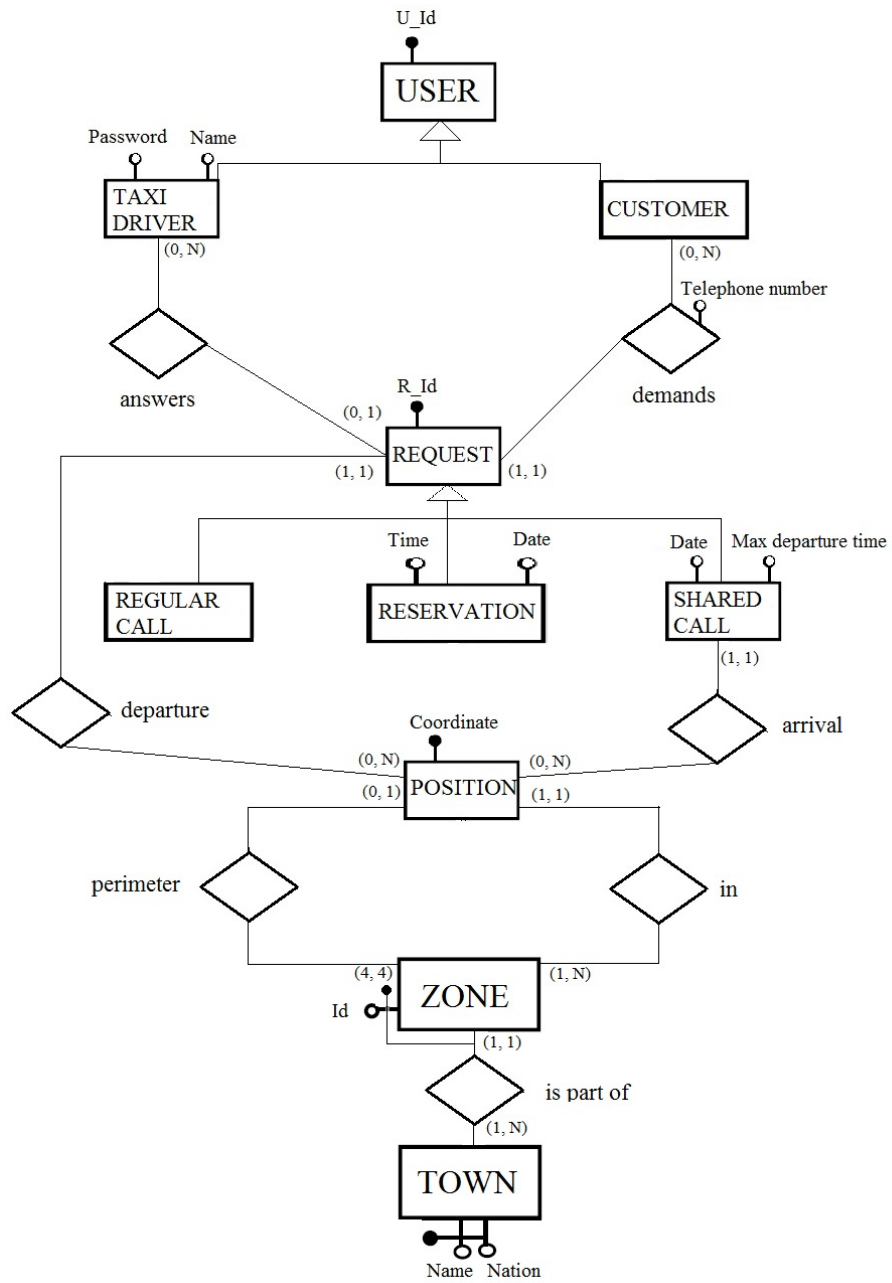 U_Id
USER
Password
Name
TAXI
DRIVER
CUSTOMER
(0, N)
(0, N)
Telephone number
answers
demands
R_Id
(0, 1)
REQUEST
(1, 1)
(1, 1)
Time
Date
Date
Max departure time
REGULAR
CALL
RESERVATION
SHARED
CALL
(1, 1)
departure
arrival
Coordinate
(0, N)
(0, N)
POSITION
(0, 1)
(1, 1)
perimeter
in
(4, 4)
ZONE
(1, N)
Id
(1, 1)
is part of
(1, N)
TOWN
Name
Nation